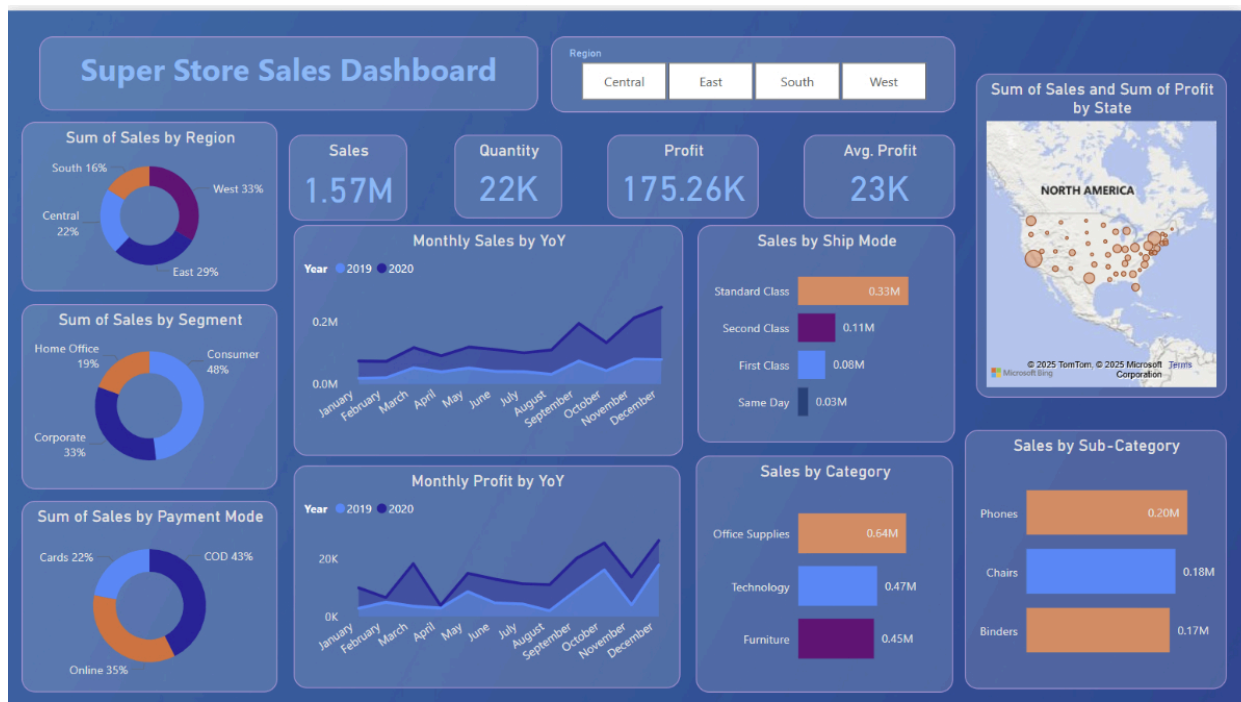 Super Store Sales Dashboard
Region
Central
East
South
West
Sum of Sales by Region
South 16%
West 33%
Central
22%
East 29%
Sales
1.57M
Quantity
22K
Profit
175.26K
Avg. Profit
23K
Sum of Sales and Sum of Profit
by State
NORTH AMERICA
© 2025 TomTom, © 2025 Microsoft Terms
Microsoft Bing
Corporation
Sum of Sales by Segment
Home Office
19%
Consumer
48%
Corporate
33%
Monthly Sales by YoY
Year 2019 2020
0.2M
0.0M
January
February
March
April
May
June
July
August
September
October
November
December
Sales by Ship Mode
Standard Class 0.33M
Second Class 0.11M
First Class 0.08M
Same Day 0.03M
Sum of Sales by Payment Mode
Cards 22%
COD 43%
Online 35%
Monthly Profit by YoY
Year 2019 2020
20K
0K
January
February
March
April
May
June
July
August
September
October
November
December
Sales by Category
Office Supplies 0.64M
Technology 0.47M
Furniture 0.45M
Sales by Sub-Category
Phones 0.20M
Chairs 0.18M
Binders 0.17M